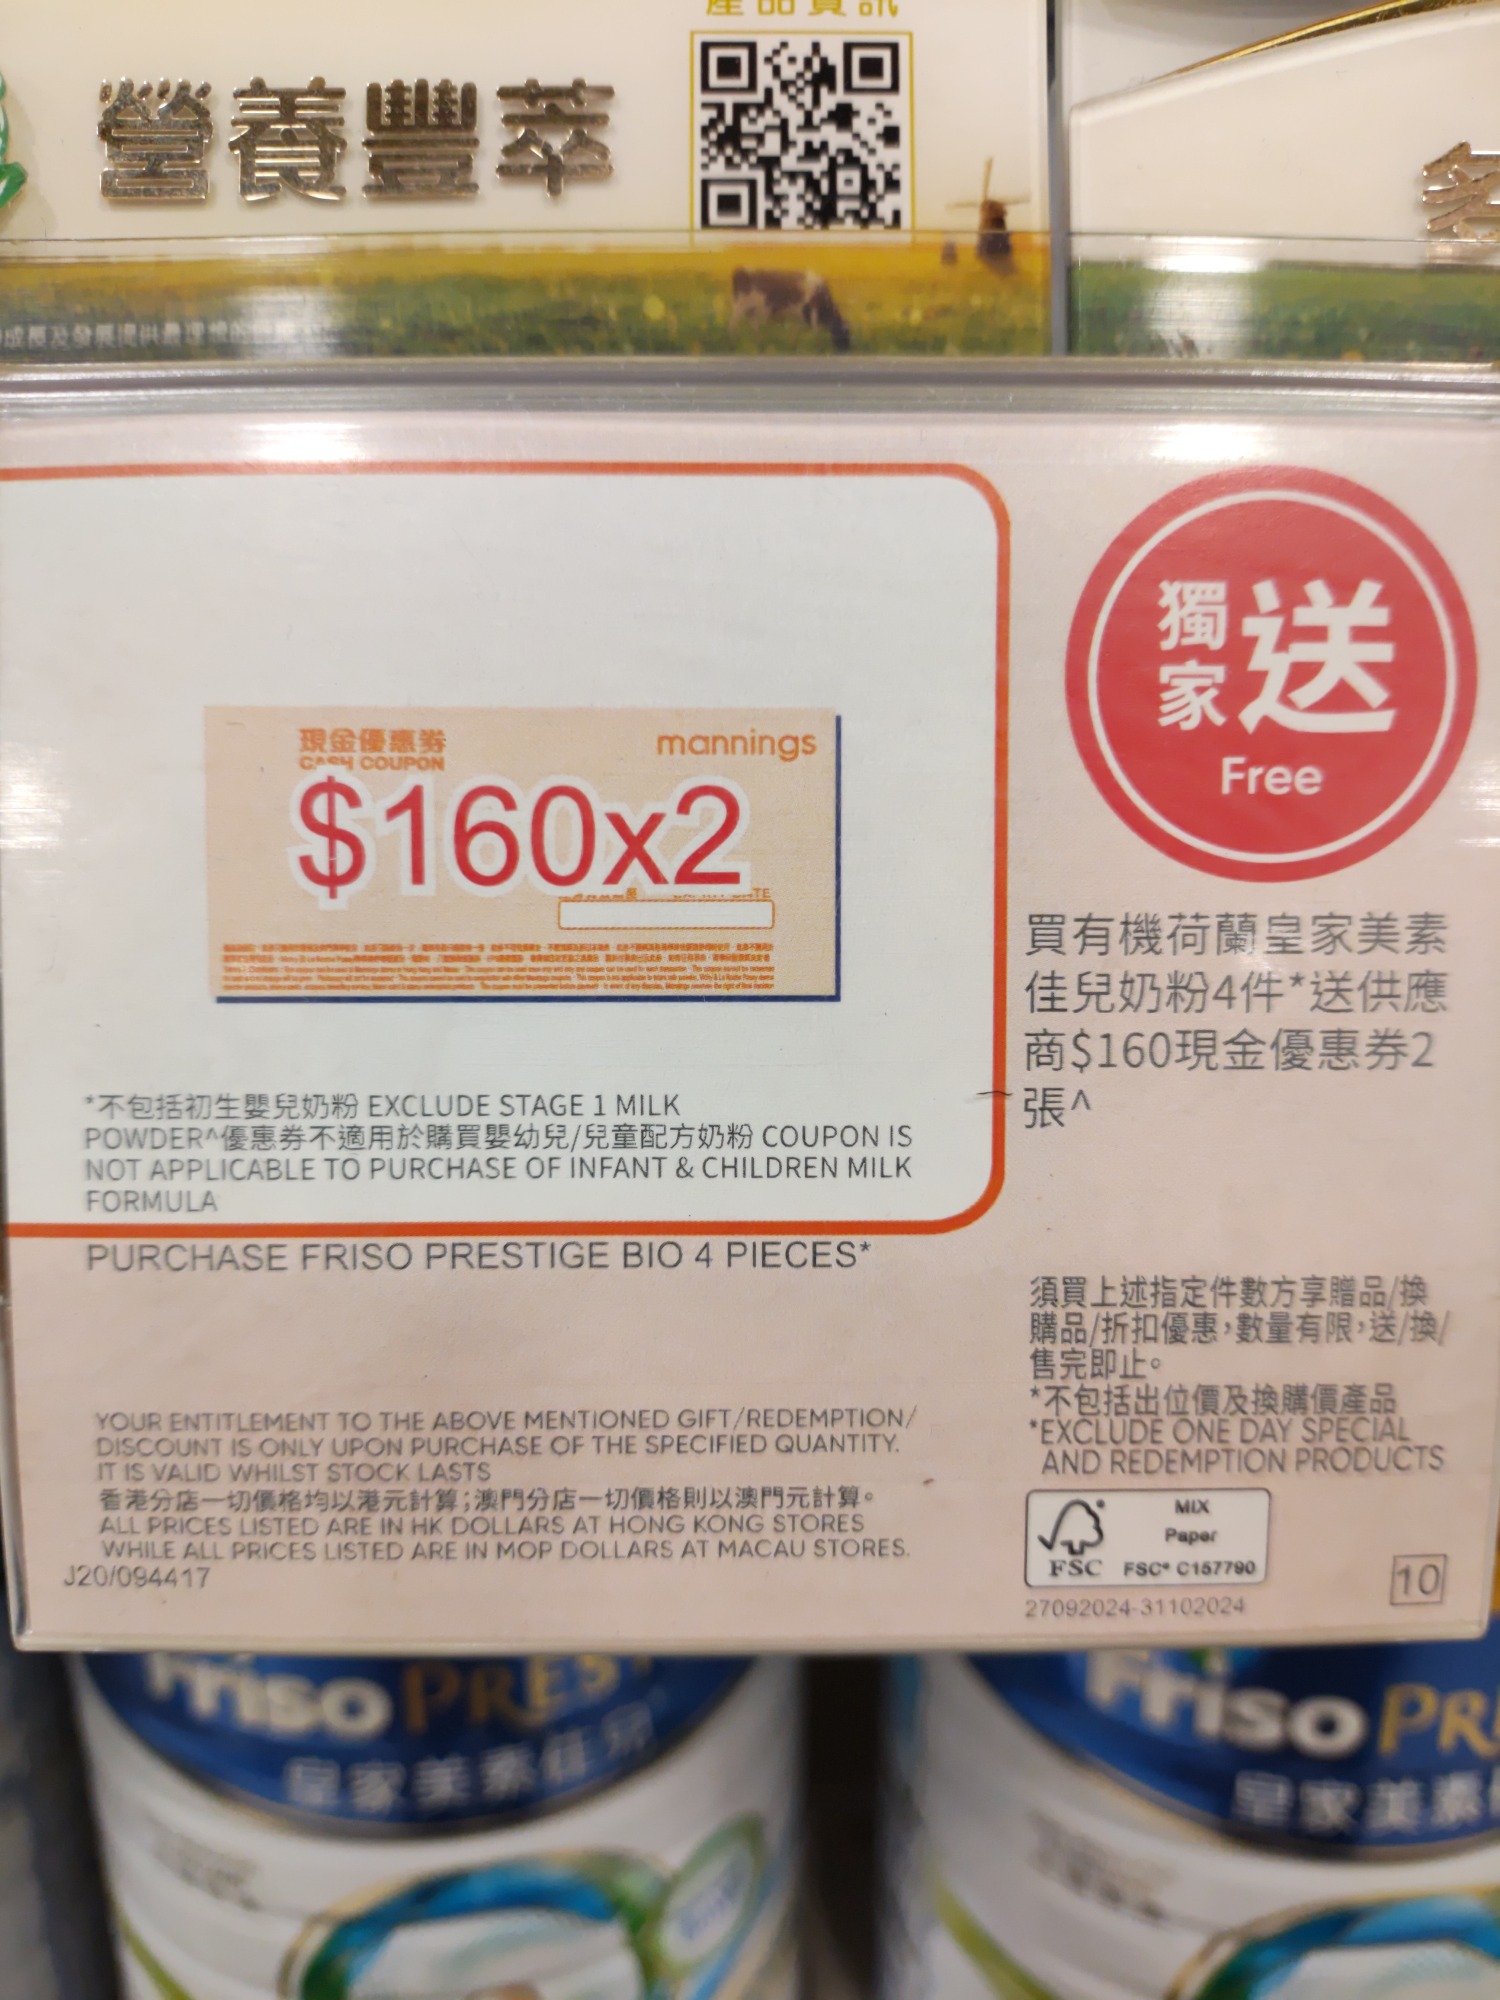 產品資訊
營養豐萃
獨家送
Free
現金優惠券
CASH COUPON
mannings
$160x2
買有機荷蘭皇家美素
佳兒奶粉4件*送供應
商$160現金優惠券2
張^
*不包括初生嬰兒奶粉 EXCLUDE STAGE 1 MILK
POWDER^優惠券不適用於購買嬰幼兒/兒童配方奶粉 COUPON IS
NOT APPLICABLE TO PURCHASE OF INFANT & CHILDREN MILK
FORMULA
PURCHASE FRISO PRESTIGE BIO 4 PIECES*
須買上述指定件數方享贈品/換
購品/折扣優惠,數量有限,送/換/
售完即止。
*不包括出位價及換購價產品
*EXCLUDE ONE DAY SPECIAL
AND REDEMPTION PRODUCTS
YOUR ENTITLEMENT TO THE ABOVE MENTIONED GIFT/REDEMPTION/
DISCOUNT IS ONLY UPON PURCHASE OF THE SPECIFIED QUANTITY.
IT IS VALID WHILST STOCK LASTS
香港分店一切價格均以港元計算;澳門分店一切價格則以澳門元計算。
ALL PRICES LISTED ARE IN HK DOLLARS AT HONG KONG STORES
WHILE ALL PRICES LISTED ARE IN MOP DOLLARS AT MACAU STORES.
J20/094417
FSC
MIX
Paper
FSC® C157790
27092024-31102024
10
Friso PREST
皇家美素佳兒
Friso PR
皇家美素